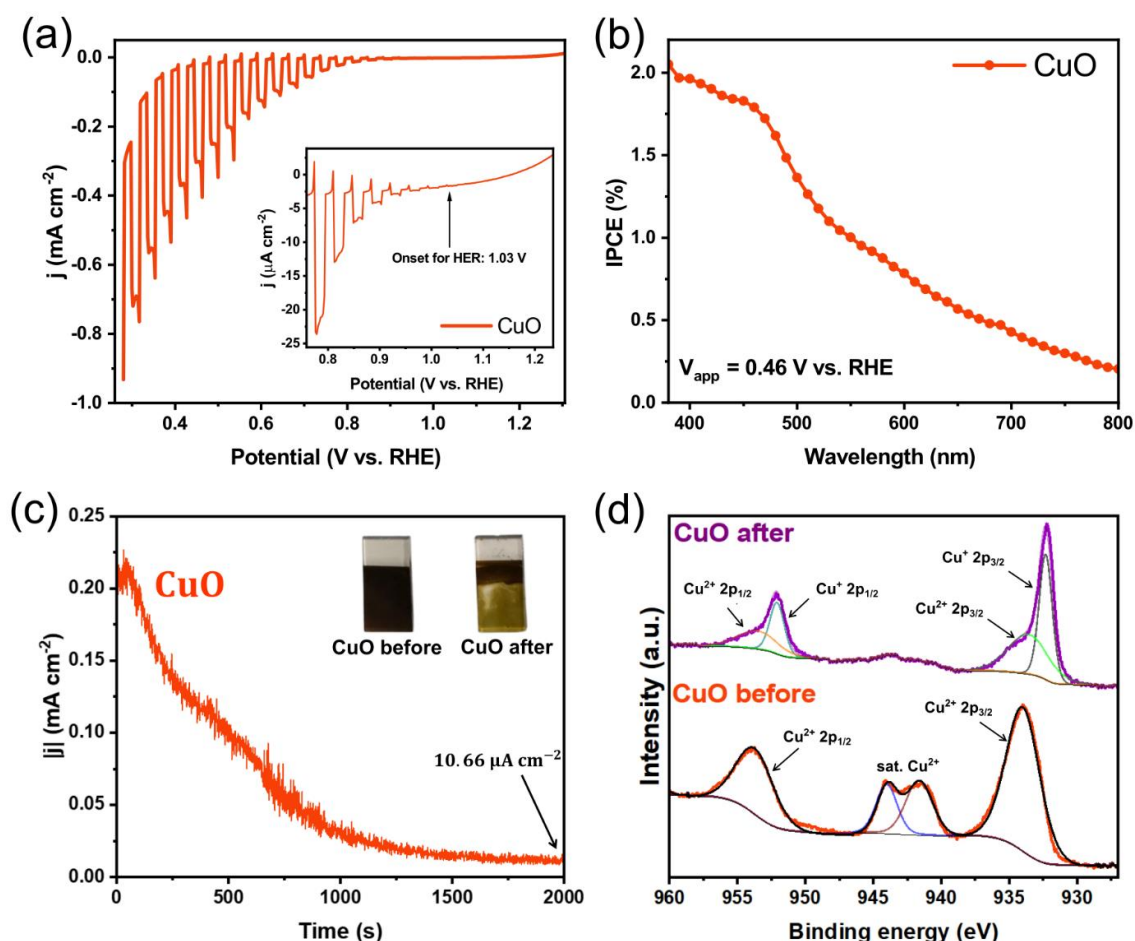 (a)
0.0
-0.2
-0.4
-0.6
-0.8
-1.0
j (mA cm⁻²)
0.4
0.6
0.8
1.0
1.2
Potential (V vs. RHE)
0
-5
-10
-15
-20
-25
j (µA cm⁻²)
Onset for HER: 1.03 V
CuO
0.8
0.9
1.0
1.1
1.2
Potential (V vs. RHE)
(b)
2.0
1.5
1.0
0.5
0.0
IPCE (%)
CuO
V_app = 0.46 V vs. RHE
400
500
600
700
800
Wavelength (nm)
(c)
0.25
0.20
0.15
0.10
0.05
0.00
|j| (mA cm⁻²)
CuO
CuO before
CuO after
10.66 µA cm⁻²
0
500
1000
1500
2000
Time (s)
(d)
Intensity (a.u.)
CuO after
Cu²⁺ 2p₁/₂
Cu⁺ 2p₁/₂
Cu⁺ 2p₃/₂
Cu²⁺ 2p₃/₂
CuO before
Cu²⁺ 2p₁/₂
sat. Cu²⁺
Cu²⁺ 2p₃/₂
960
955
950
945
940
935
930
Binding energy (eV)